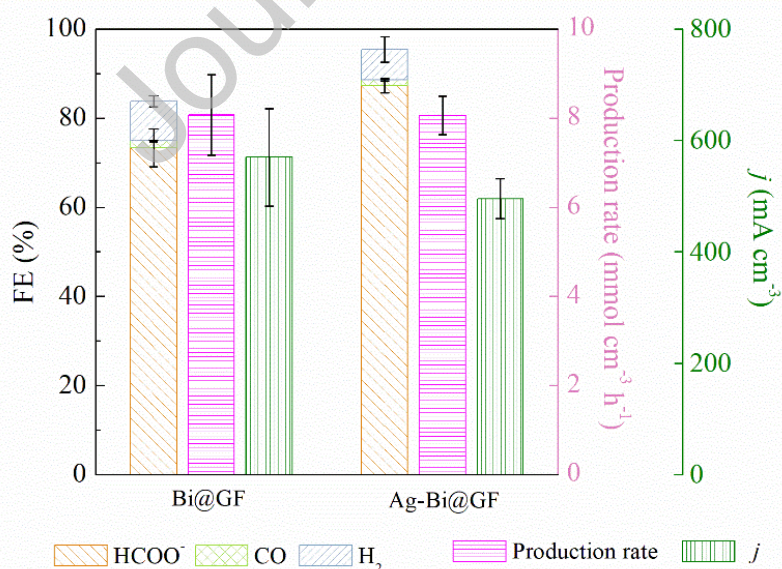 Jour
100
80
60
40
20
0
FE (%)
10
8
6
4
2
0
Production rate (mmol cm⁻³ h⁻¹)
800
600
400
200
0
j (mA cm⁻³)
Bi@GF Ag-Bi@GF
HCOO⁻ CO H₂ Production rate j